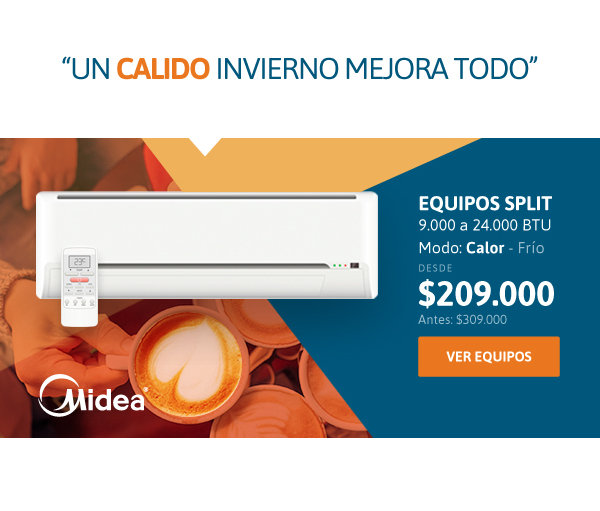 “UN CALIDO INVIERNO MEJORA TODO”
EQUIPOS SPLIT
9.000 a 24.000 BTU
Modo: Calor - Frío
DESDE
$209.000
Antes: $309.000
VER EQUIPOS
23°
Midea®